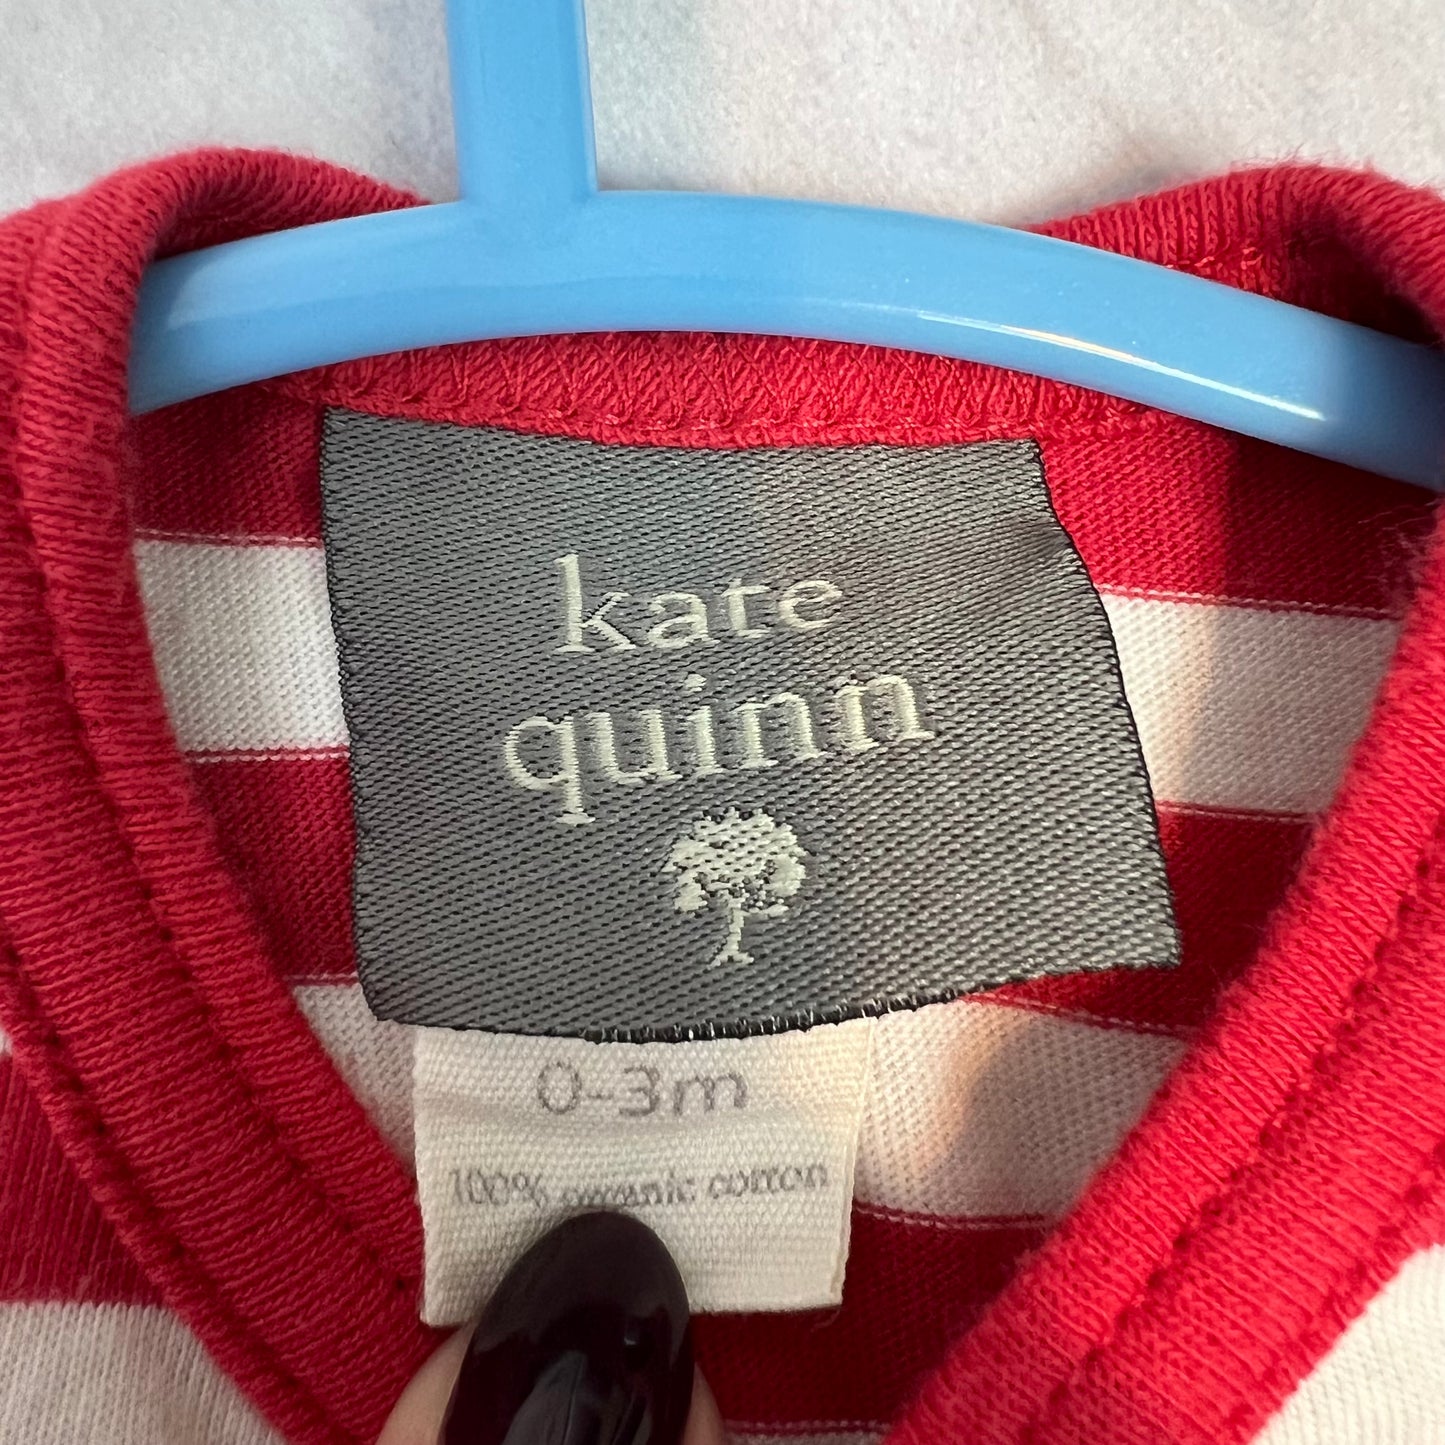 kate
quinn
0-3m
100% organic cotton